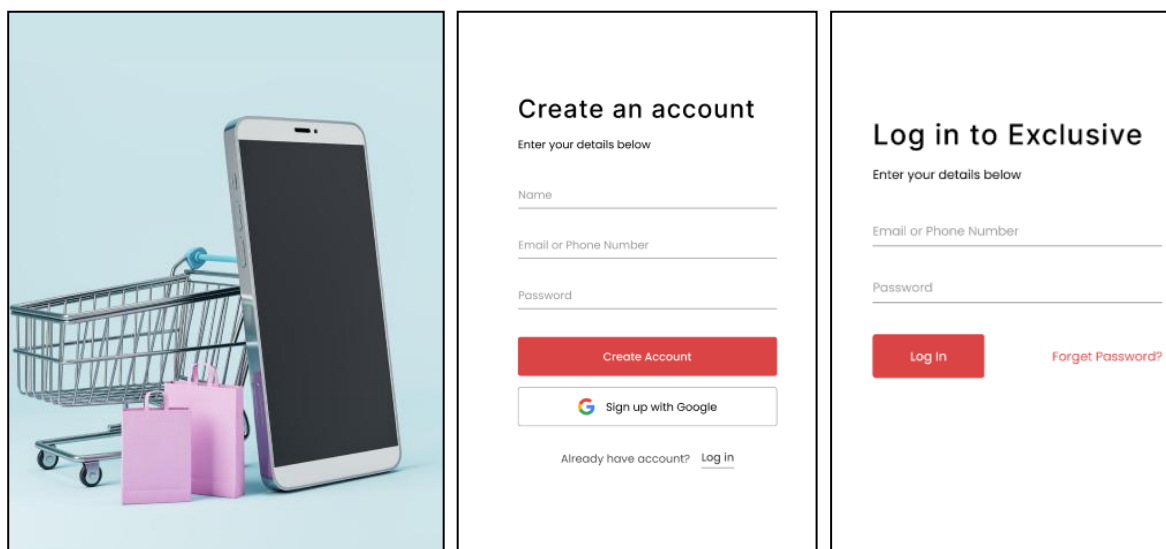 Create an account
Enter your details below
Name
Email or Phone Number
Password
Create Account
Sign up with Google
Already have account? Log in
Log in to Exclusive
Enter your details below
Email or Phone Number
Password
Log In Forget Password?